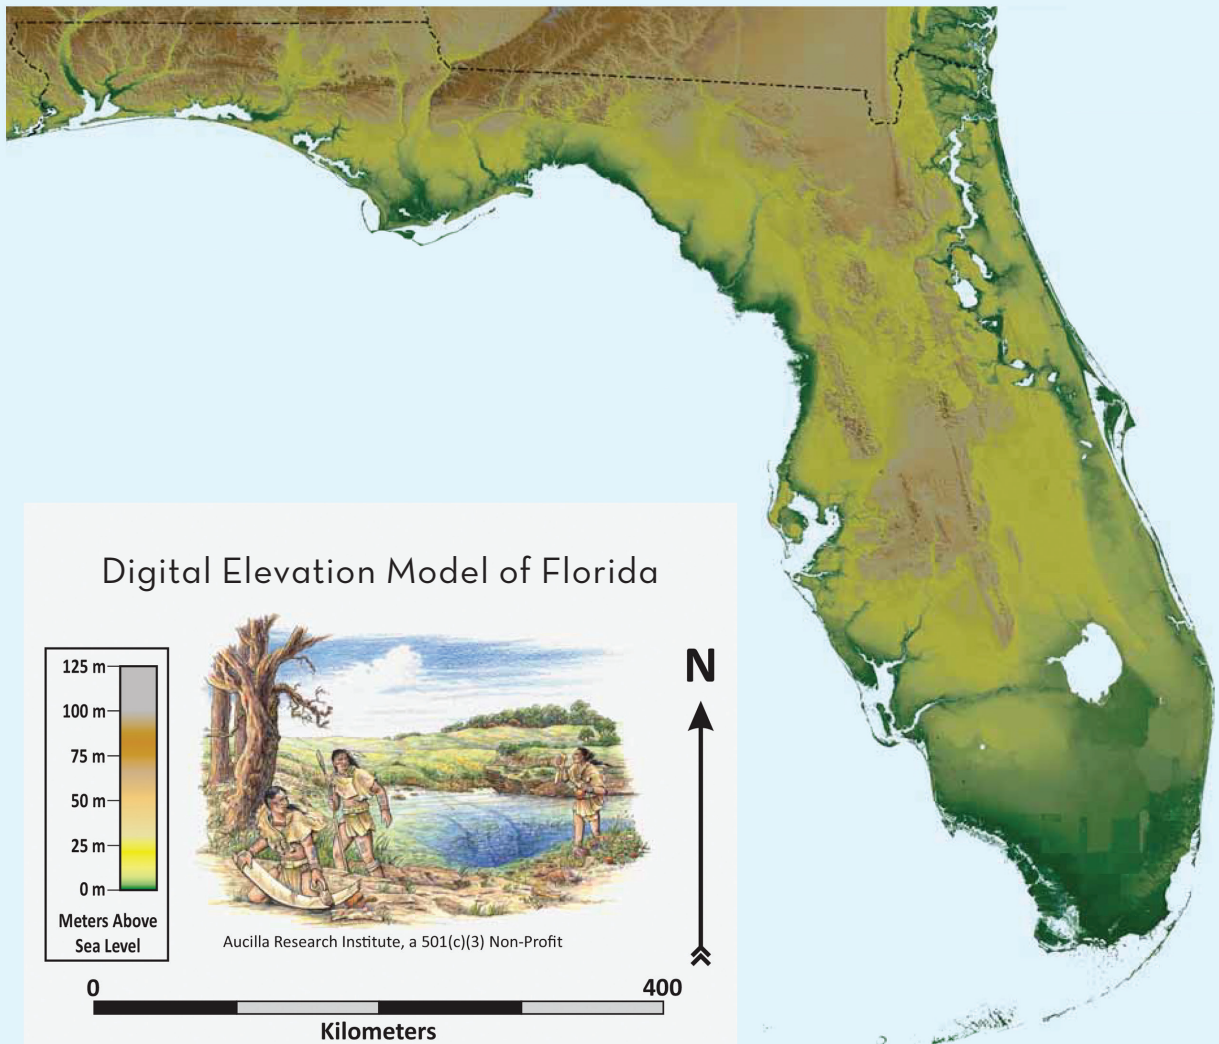 Digital Elevation Model of Florida
125 m
100 m
75 m
50 m
25 m
0 m
Meters Above
Sea Level
N
Aucilla Research Institute, a 501(c)(3) Non-Profit
0
400
Kilometers